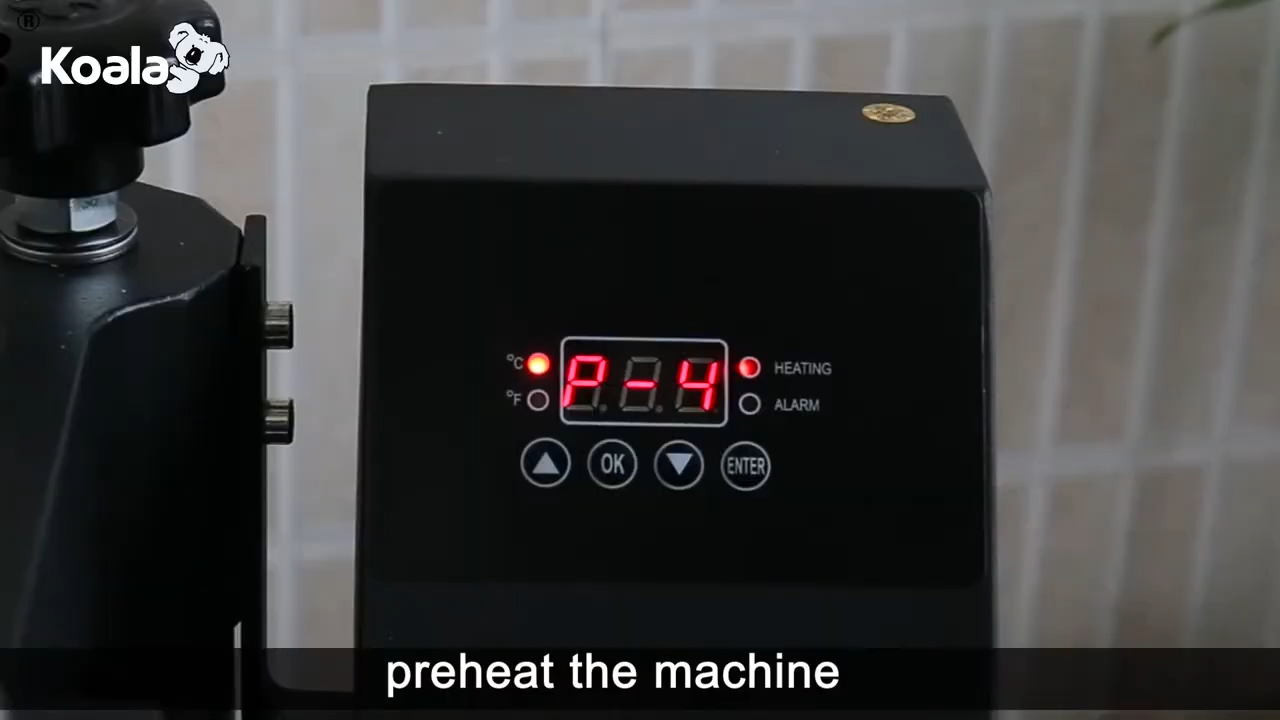 ®
Koala
°C
P-4
HEATING
°F
ALARM
OK
ENTER
preheat the machine